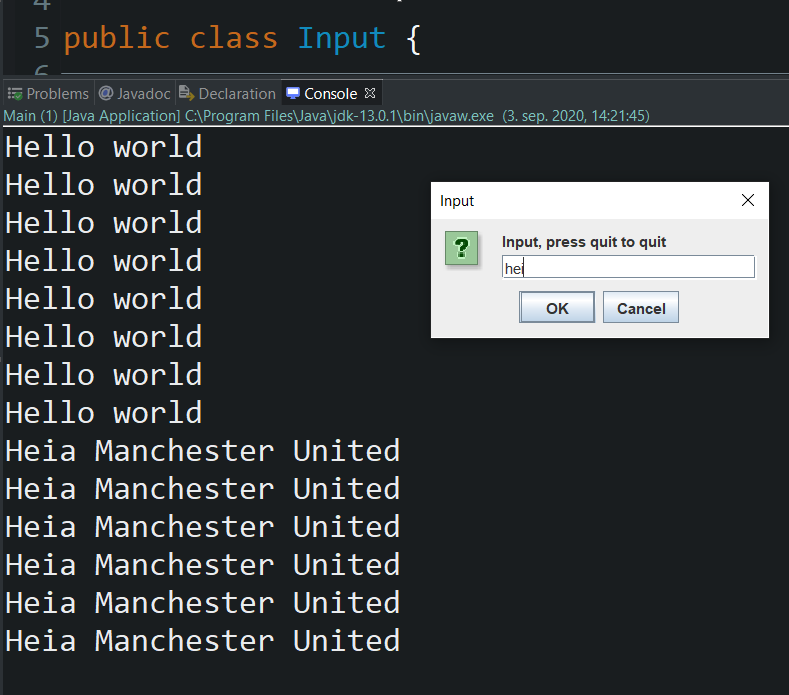 4
5 public class Input {
6
Problems @ Javadoc Declaration Console
Main (1) [Java Application] C:\Program Files\Java\jdk-13.0.1\bin\javaw.exe (3. sep. 2020, 14:21:45)
Hello world
Hello world
Hello world
Hello world
Hello world
Hello world
Hello world
Hello world
Heia Manchester United
Heia Manchester United
Heia Manchester United
Heia Manchester United
Heia Manchester United
Heia Manchester United
Input
?
Input, press quit to quit
hei
OK Cancel